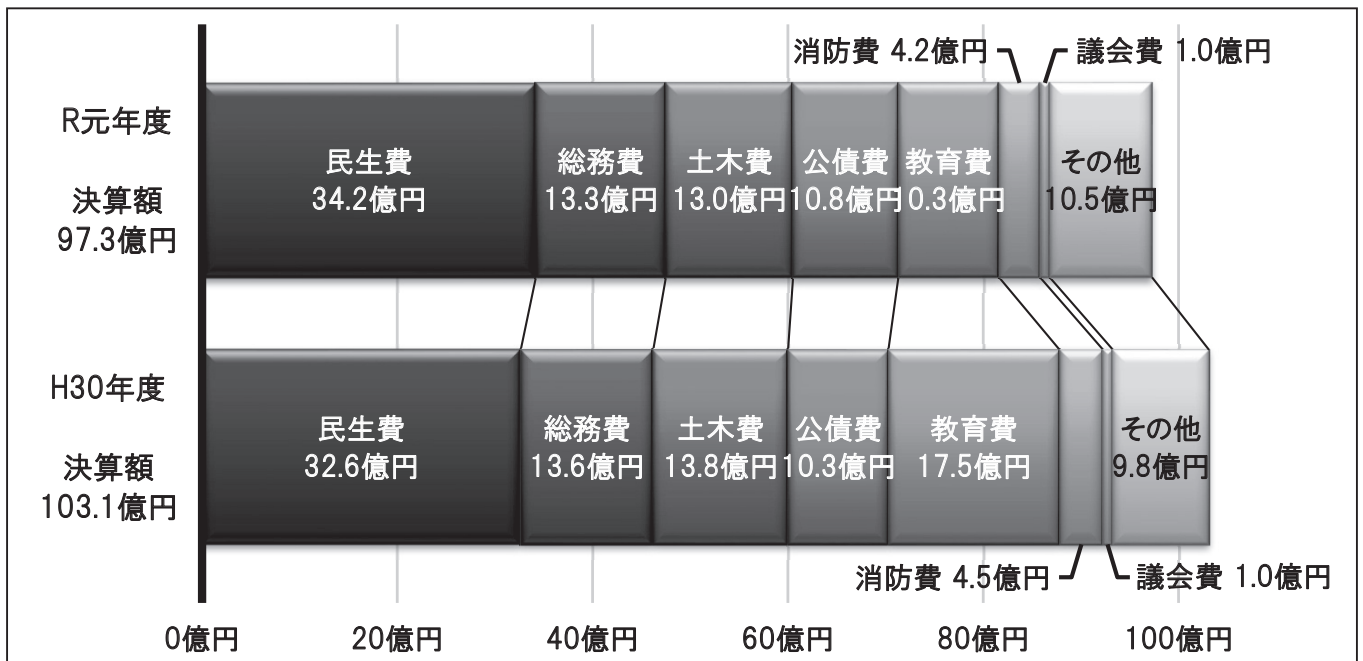 消防費 4.2億円
議会費 1.0億円
R元年度
決算額
97.3億円
民生費
34.2億円
総務費
13.3億円
土木費
13.0億円
公債費
10.8億円
教育費
0.3億円
その他
10.5億円
H30年度
決算額
103.1億円
民生費
32.6億円
総務費
13.6億円
土木費
13.8億円
公債費
10.3億円
教育費
17.5億円
その他
9.8億円
消防費 4.5億円
議会費 1.0億円
0億円
20億円
40億円
60億円
80億円
100億円